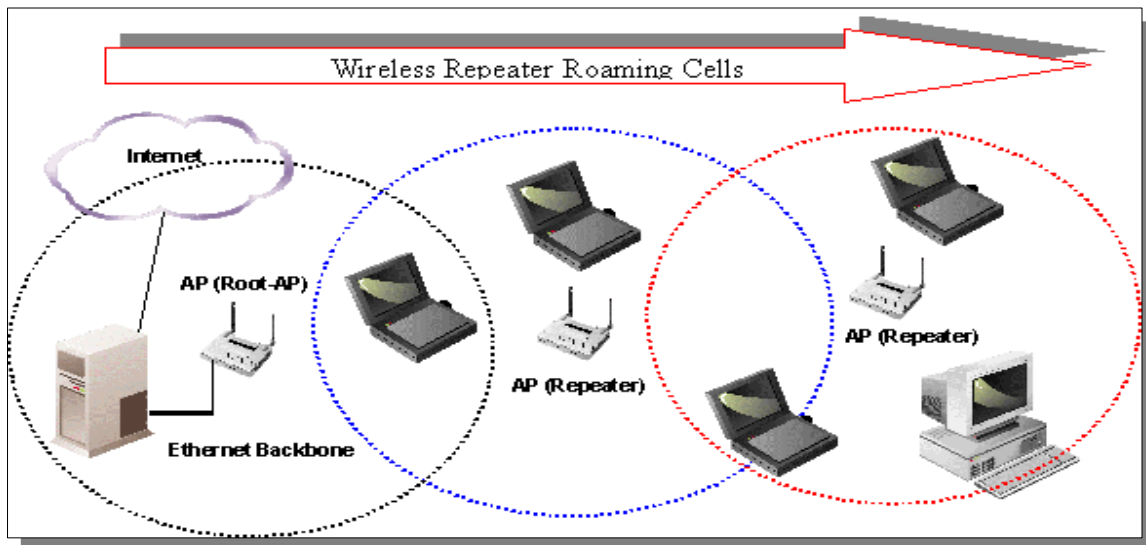 Wireless Repeater Roaming Cells
Internet
AP (Root-AP)
AP (Repeater)
AP (Repeater)
Ethernet Backbone